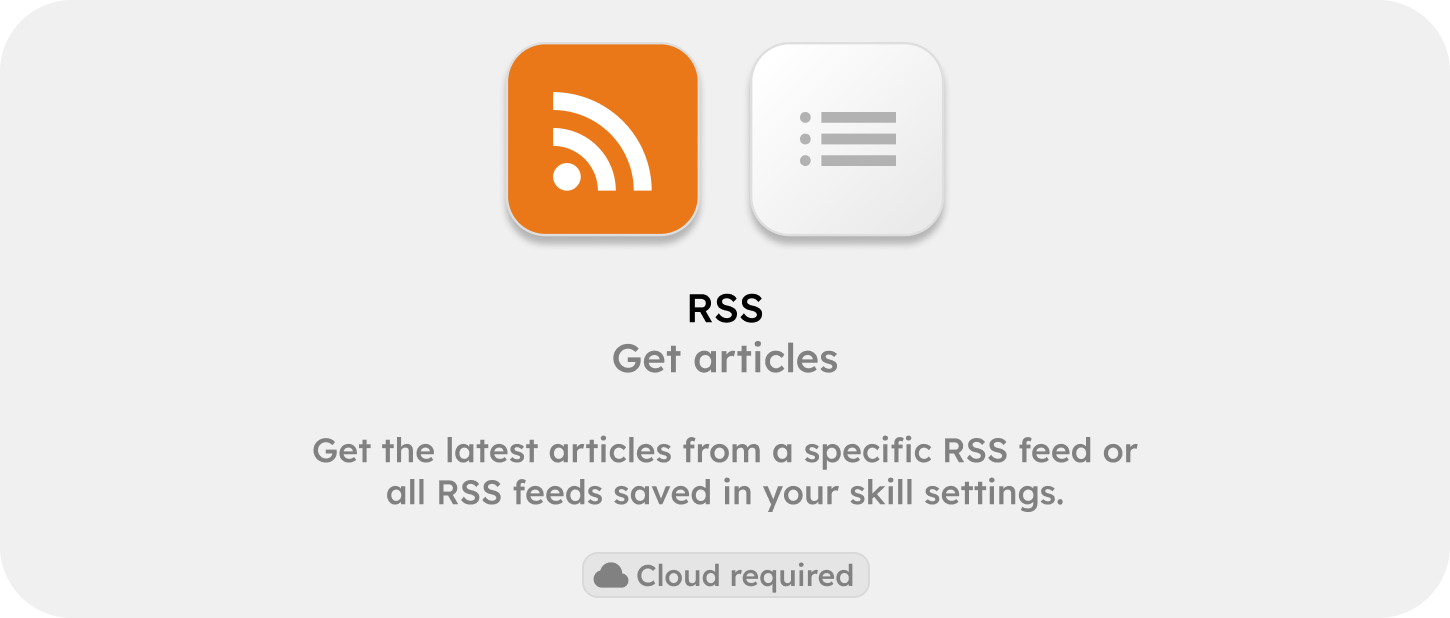 RSS
Get articles
Get the latest articles from a specific RSS feed or
all RSS feeds saved in your skill settings.
Cloud required